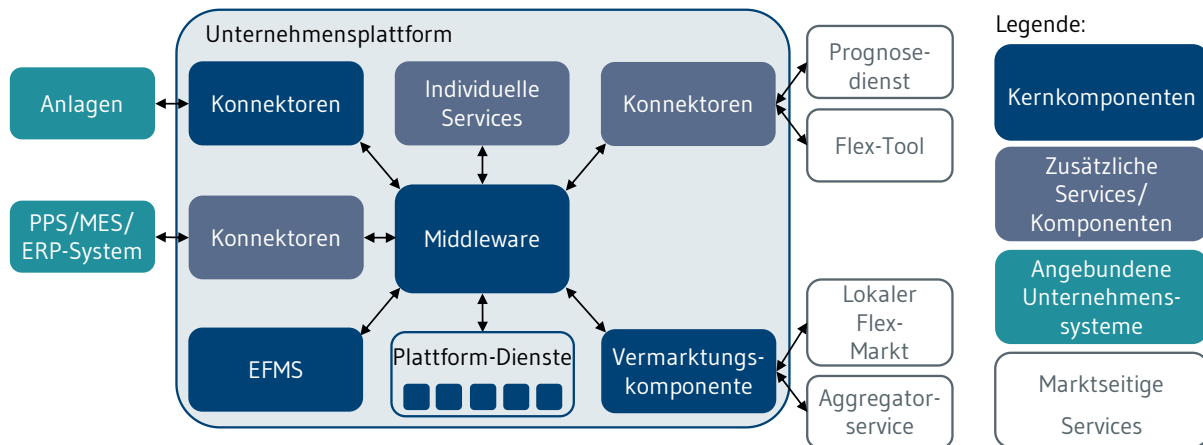 Unternehmensplattform
Anlagen
Konnektoren
Individuelle
Services
Konnektoren
Prognose-
dienst
Flex-Tool
PPS/MES/
ERP-System
Konnektoren
Middleware
EFMS
Plattform-Dienste
Vermarktungs-
komponente
Lokaler
Flex-
Markt
Aggregator-
service
Legende:
Kernkomponenten
Zusätzliche
Services/
Komponenten
Angebundene
Unternehmens-
systeme
Marktseitige
Services